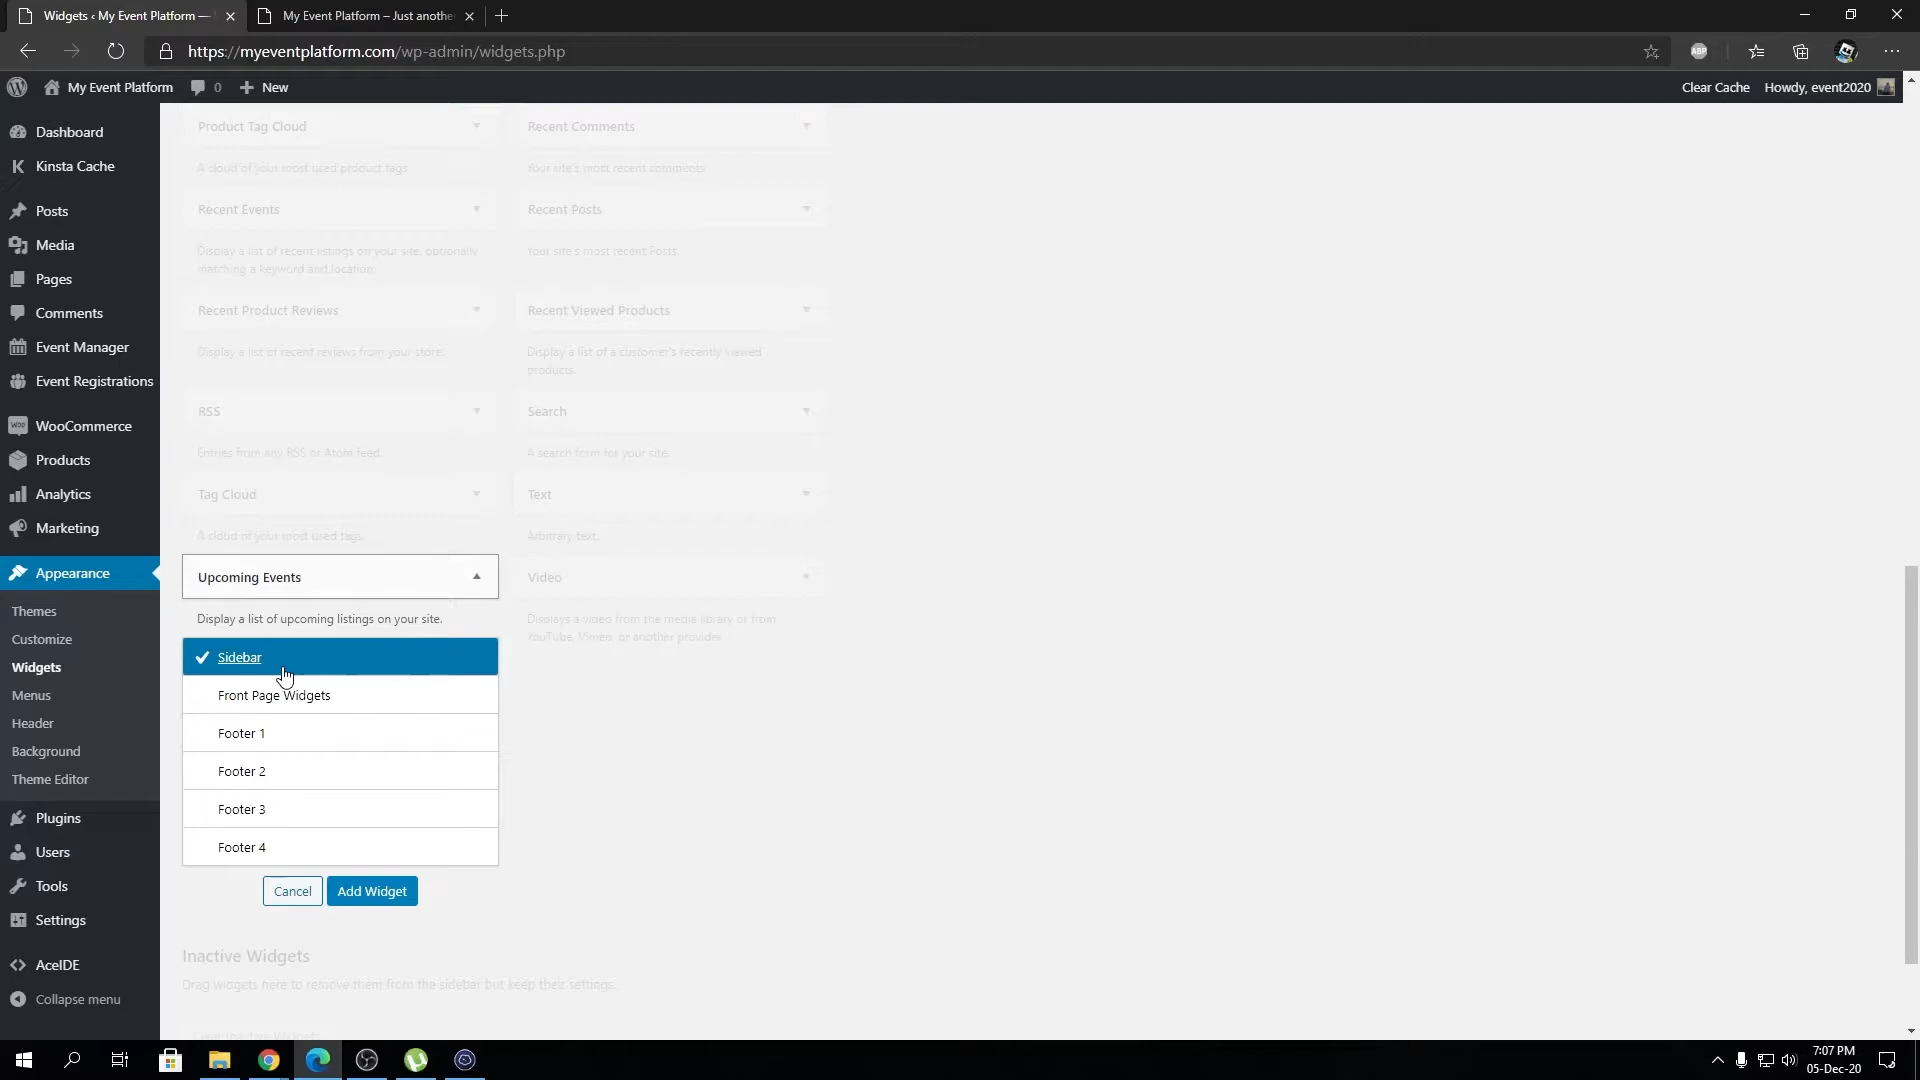 Widgets ‹ My Event Platform —
My Event Platform – Just anothe
https://myeventplatform.com/wp-admin/widgets.php
ABP
My Event Platform
0
New
Clear Cache
Howdy, event2020
Dashboard
Kinsta Cache
Posts
Media
Pages
Comments
Event Manager
Event Registrations
WooCommerce
Products
Analytics
Marketing
Appearance
Themes
Customize
Widgets
Menus
Header
Background
Theme Editor
Plugins
Users
Tools
Settings
AceIDE
Collapse menu
Product Tag Cloud
Recent Comments
A cloud of your most used product tags.
Your site's most recent comments.
Recent Events
Recent Posts
Display a list of recent listings on your site, optionally
matching a keyword and location.
Your site's most recent Posts.
Recent Product Reviews
Recent Viewed Products
Display a list of recent reviews from your store.
Display a list of a customer's recently viewed
products.
RSS
Search
Entries from any RSS or Atom feed.
A search form for your site.
Tag Cloud
Text
A cloud of your most used tags.
Arbitrary text.
Upcoming Events
Video
Display a list of upcoming listings on your site.
Displays a video from the media library or from
YouTube, Vimeo, or another provider.
Sidebar
Front Page Widgets
Footer 1
Footer 2
Footer 3
Footer 4
Cancel
Add Widget
Inactive Widgets
Drag widgets here to remove them from the sidebar but keep their settings.
Clear Inactive Widgets
7:07 PM
05-Dec-20